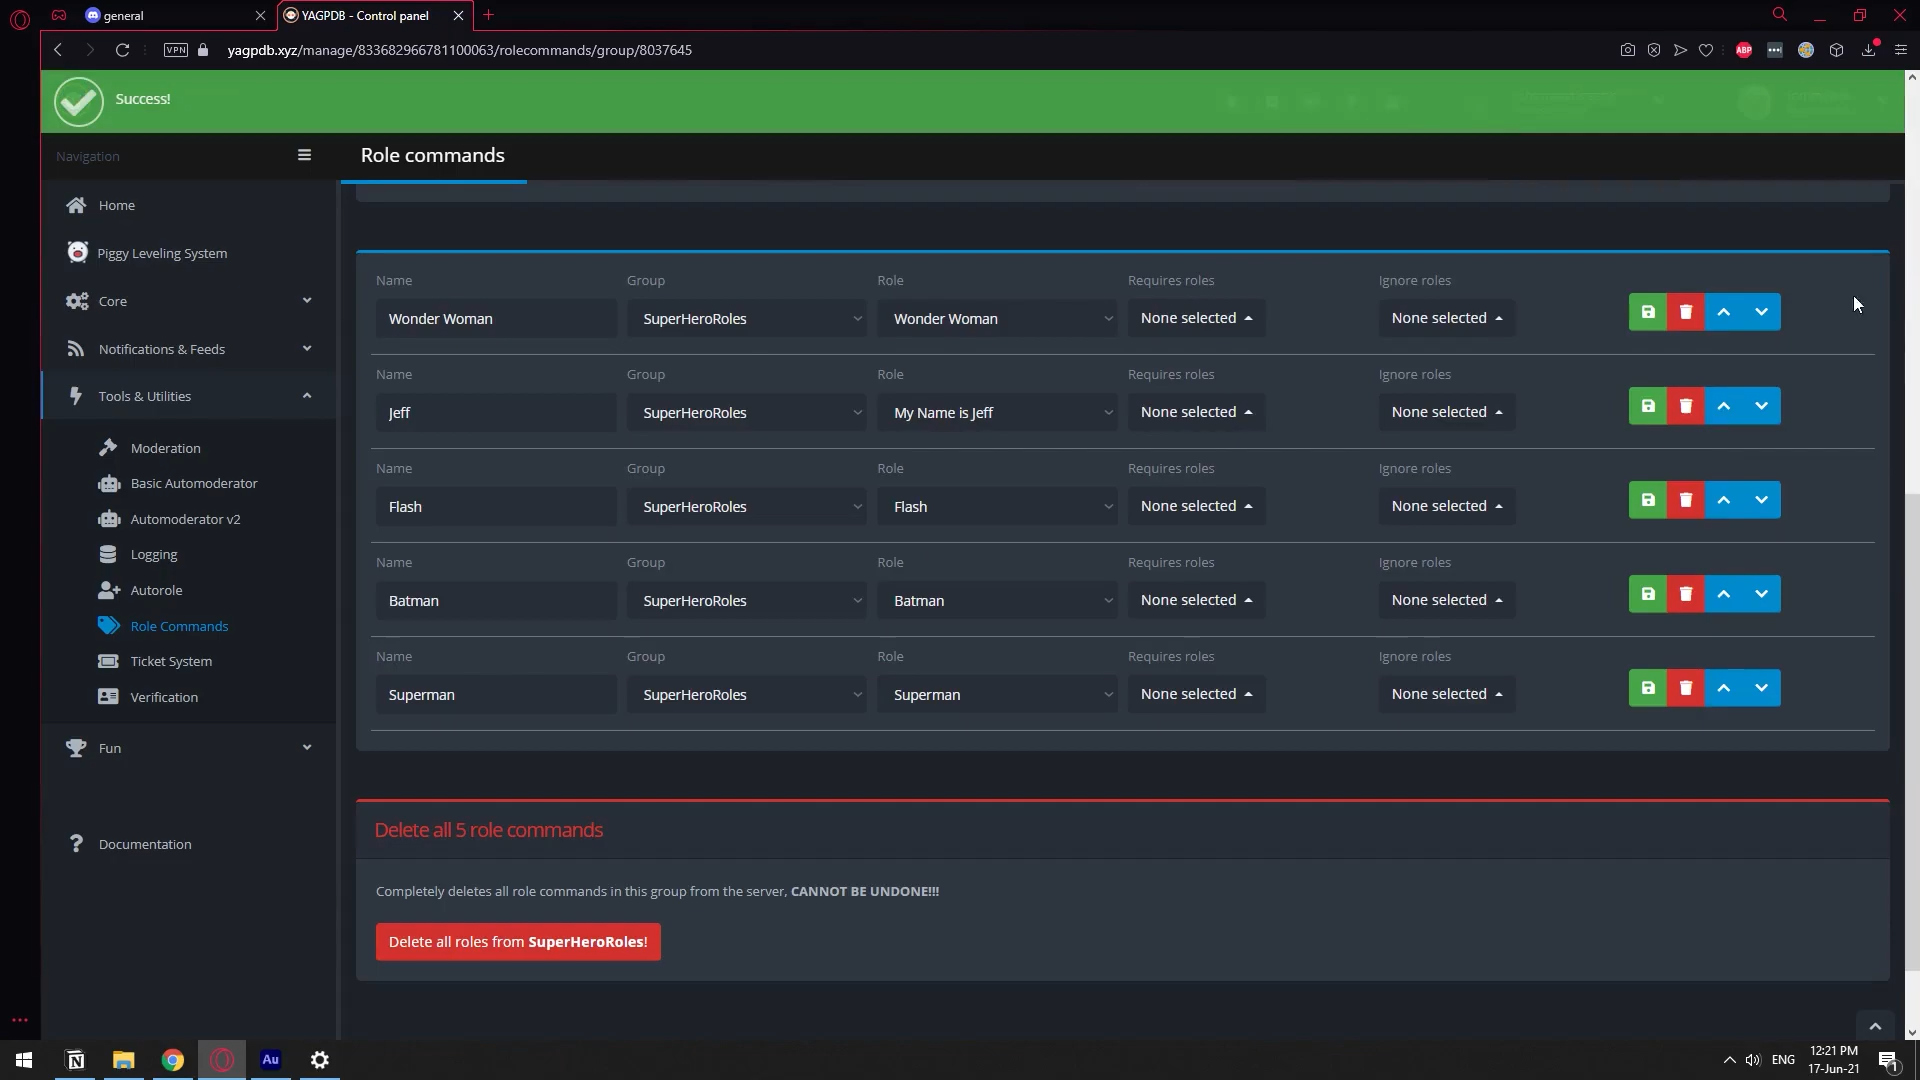 general
YAGPDB - Control panel
VPN
yagpdb.xyz/manage/833682966781100063/rolecommands/group/8037645
ABP
Success!
Navigation
Role commands
Home
Piggy Leveling System
Core
Notifications & Feeds
Tools & Utilities
Moderation
Basic Automoderator
Automoderator v2
Logging
Autorole
Role Commands
Ticket System
Verification
Fun
Documentation
Name Group Role Requires roles Ignore roles
Wonder Woman SuperHeroRoles Wonder Woman None selected None selected
Name Group Role Requires roles Ignore roles
Jeff SuperHeroRoles My Name is Jeff None selected None selected
Name Group Role Requires roles Ignore roles
Flash SuperHeroRoles Flash None selected None selected
Name Group Role Requires roles Ignore roles
Batman SuperHeroRoles Batman None selected None selected
Name Group Role Requires roles Ignore roles
Superman SuperHeroRoles Superman None selected None selected
Delete all 5 role commands
Completely deletes all role commands in this group from the server, CANNOT BE UNDONE!!!
Delete all roles from SuperHeroRoles!
Au
ENG
12:21 PM
17-Jun-21
1